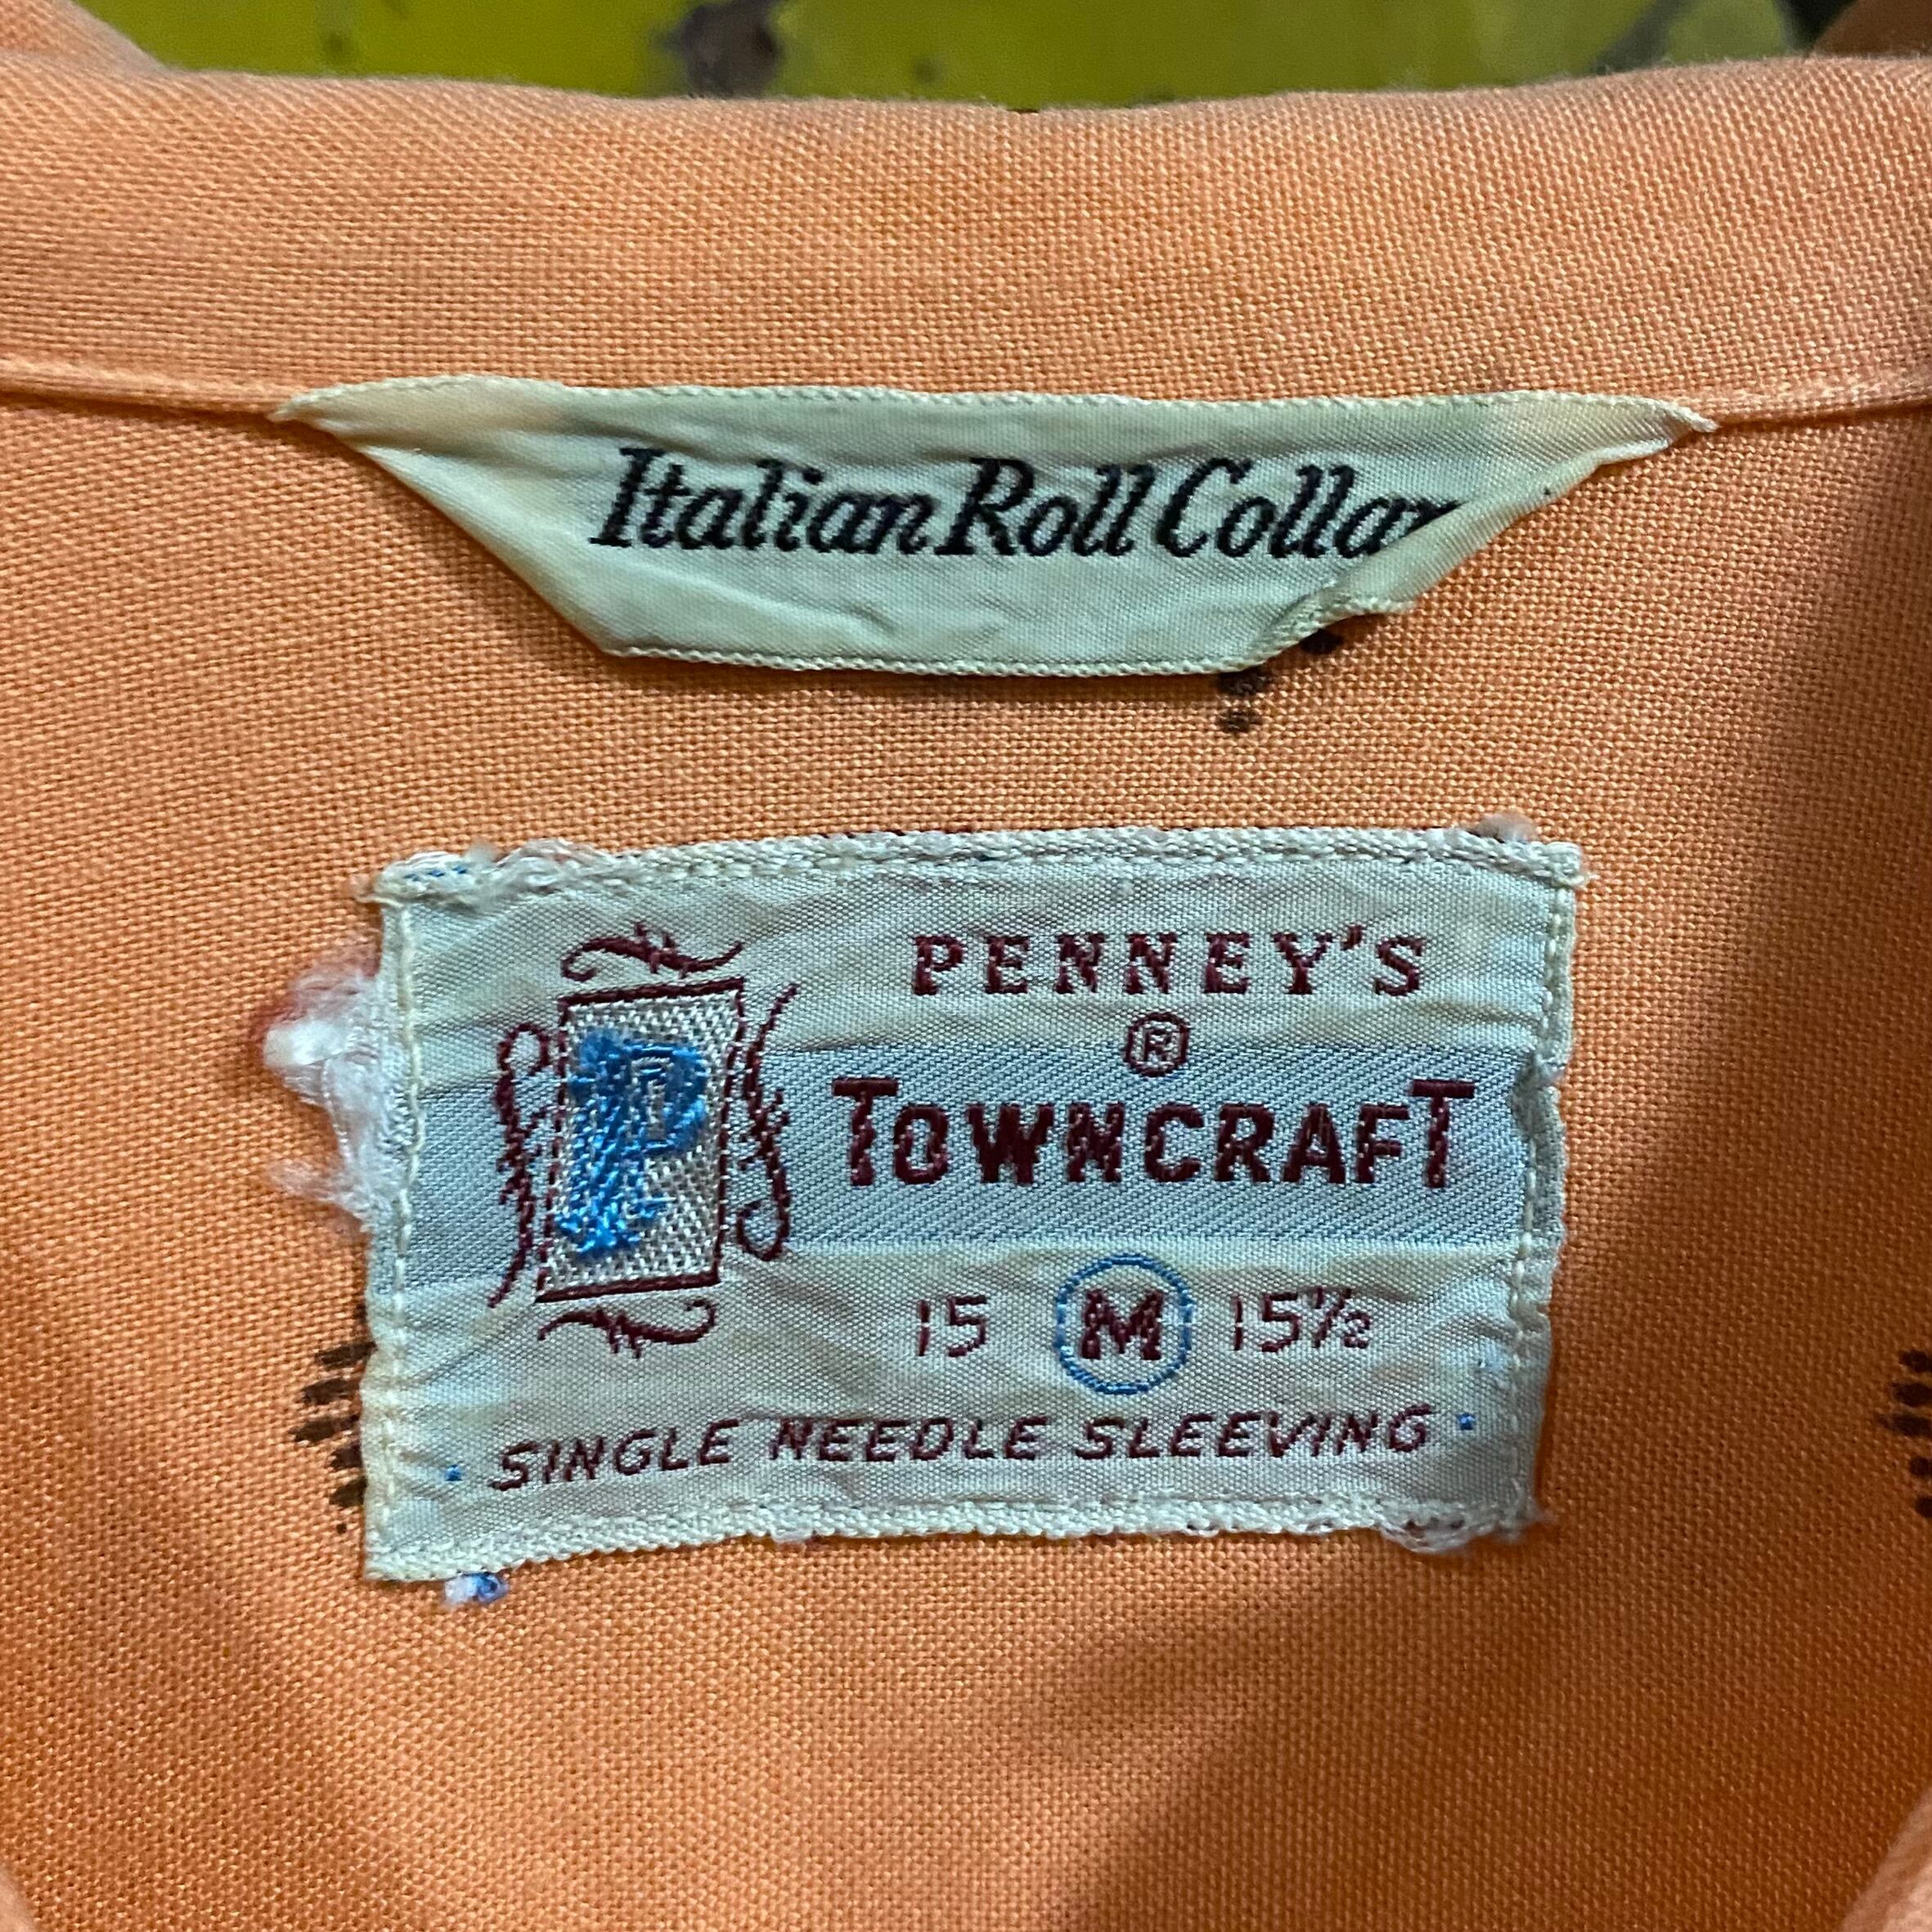 Italian Roll Collar
PENNEY'S
®
TOWNCRAFT
P
15 M 15½
SINGLE NEEDLE SLEEVING